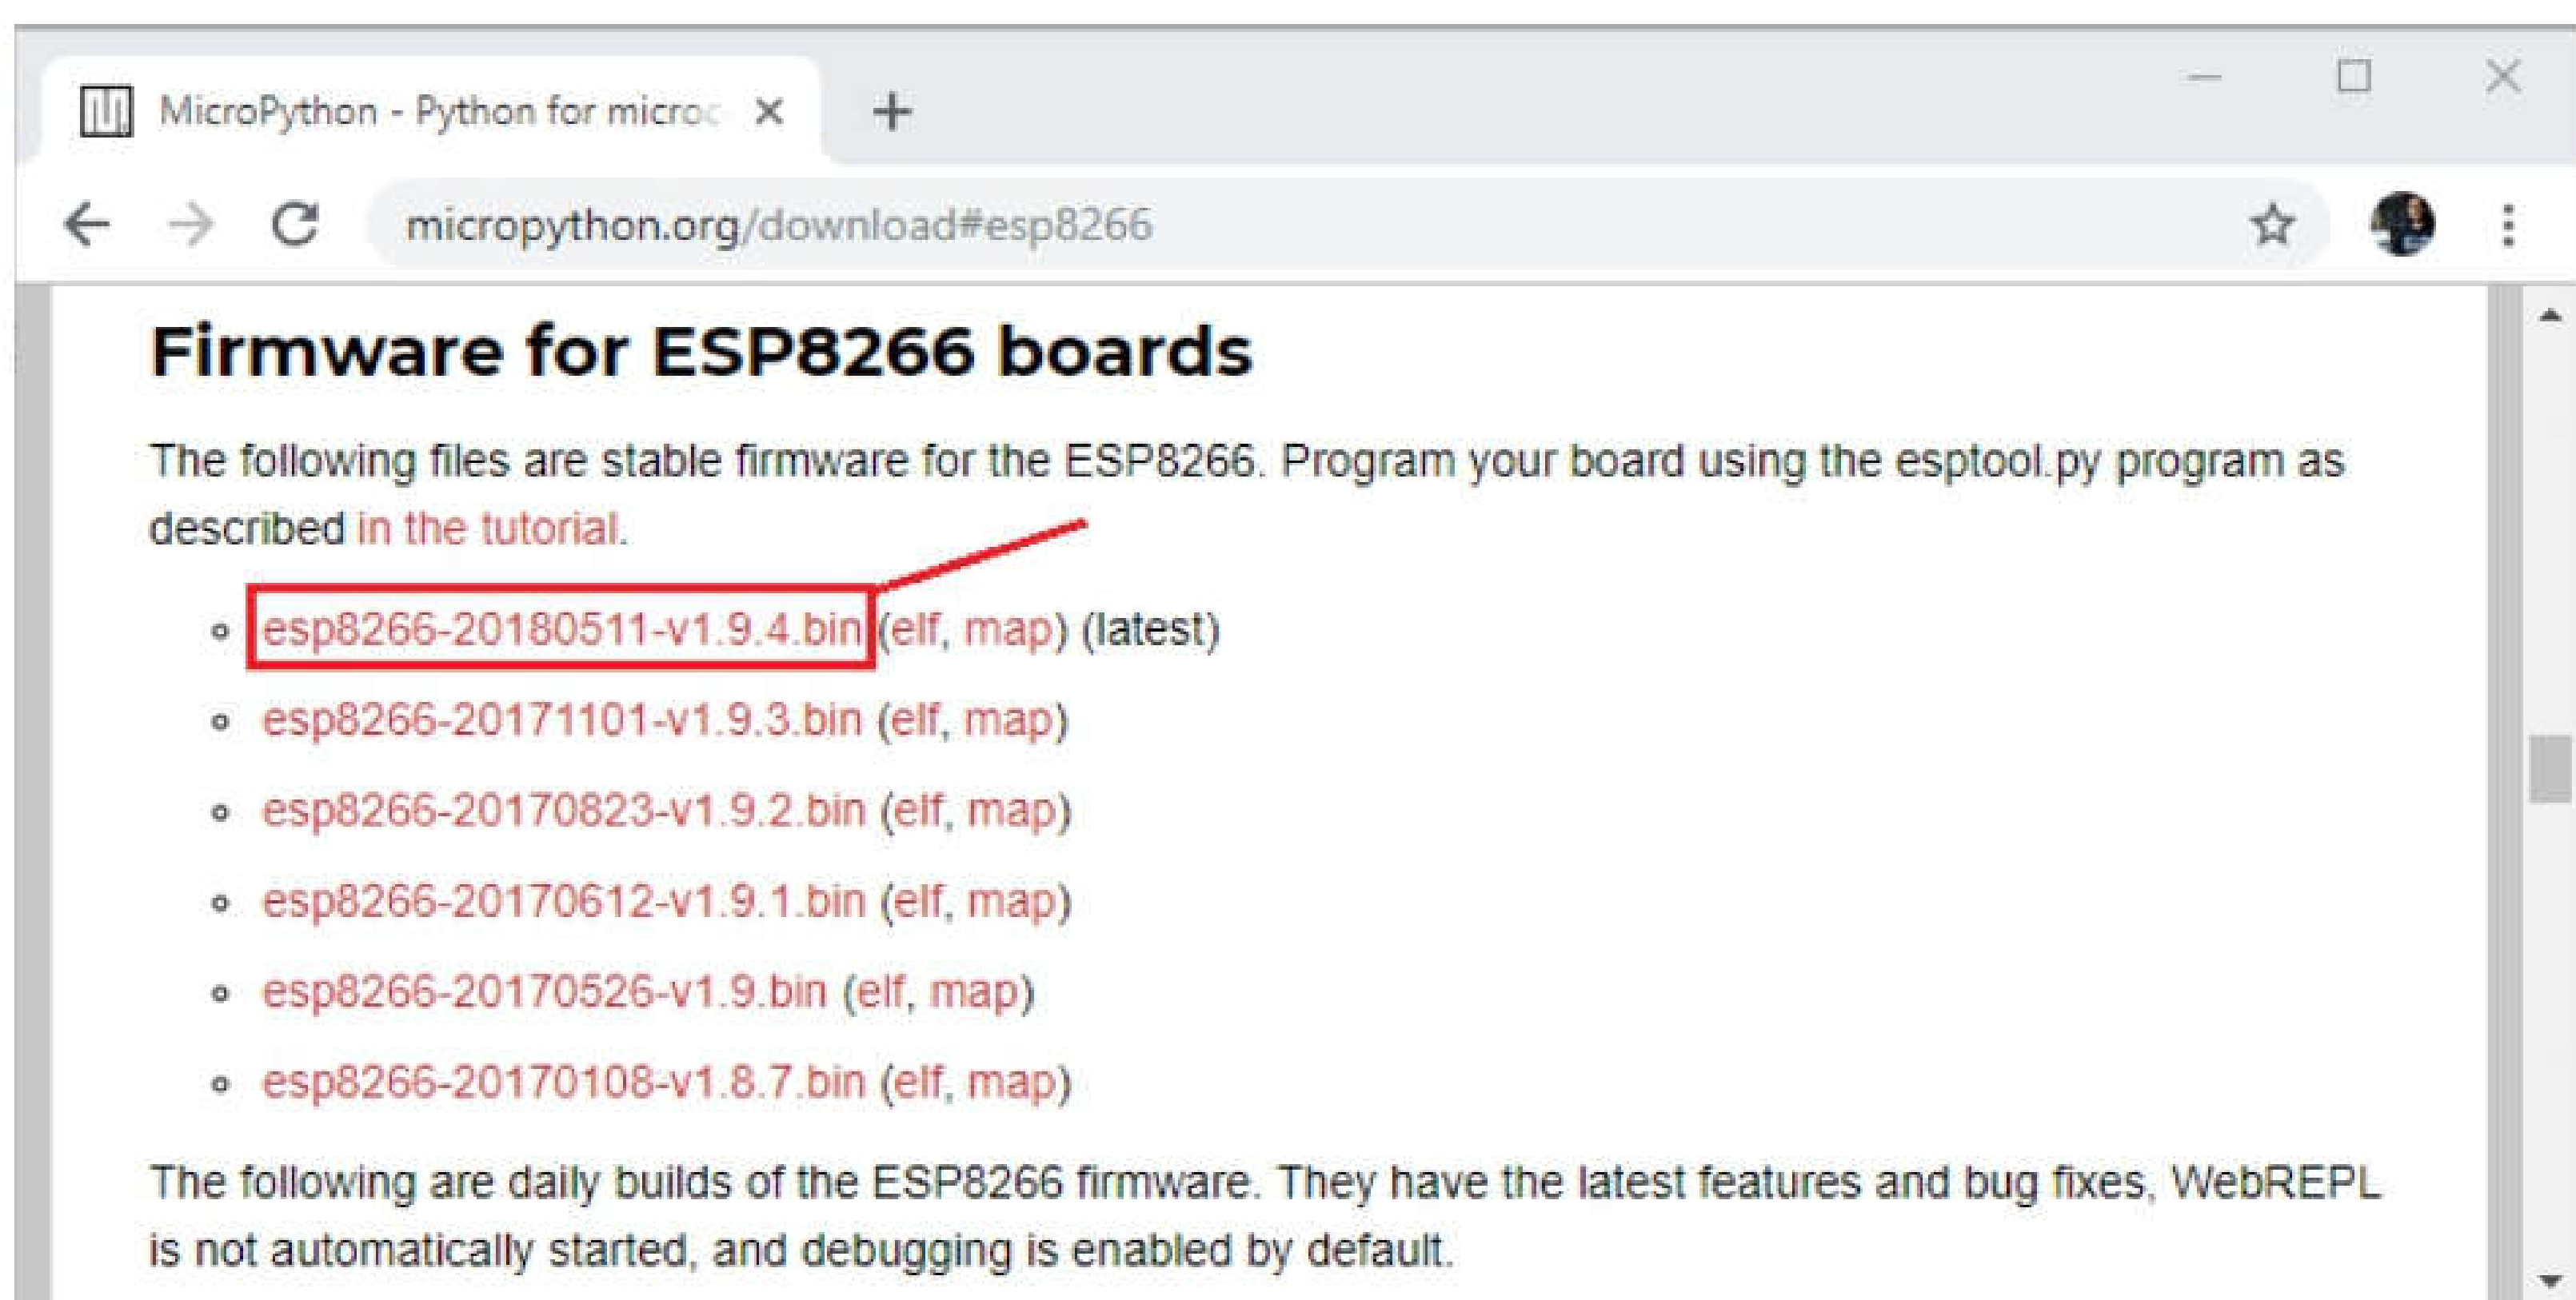 MicroPython - Python for microc
micropython.org/download#esp8266
Firmware for ESP8266 boards
The following files are stable firmware for the ESP8266. Program your board using the esptool.py program as
described in the tutorial.
esp8266-20180511-v1.9.4.bin (elf, map) (latest)
esp8266-20171101-v1.9.3.bin (elf, map)
esp8266-20170823-v1.9.2.bin (elf, map)
esp8266-20170612-v1.9.1.bin (elf, map)
esp8266-20170526-v1.9.bin (elf, map)
esp8266-20170108-v1.8.7.bin (elf, map)
The following are daily builds of the ESP8266 firmware. They have the latest features and bug fixes, WebREPL
is not automatically started, and debugging is enabled by default.